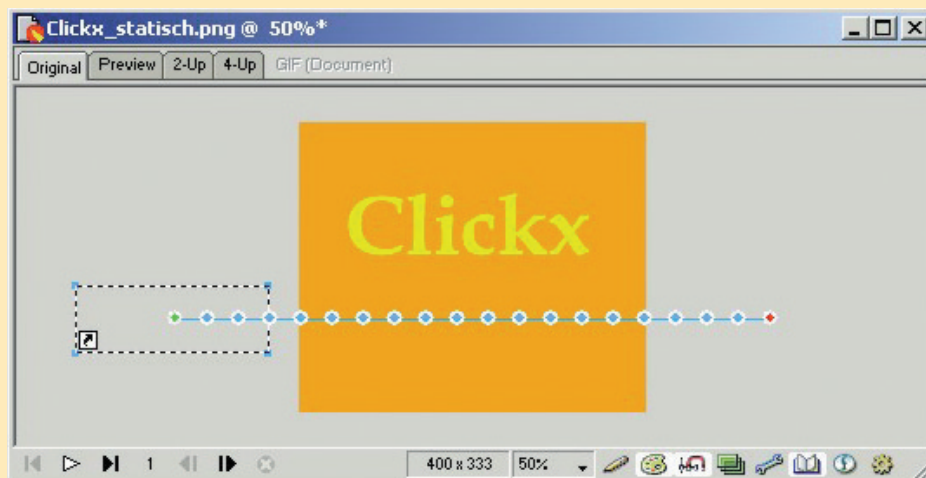 Clickx_statisch.png @ 50%*
Original Preview 2-Up 4-Up GIF (Document)
Clickx
1 400 x 333 50%